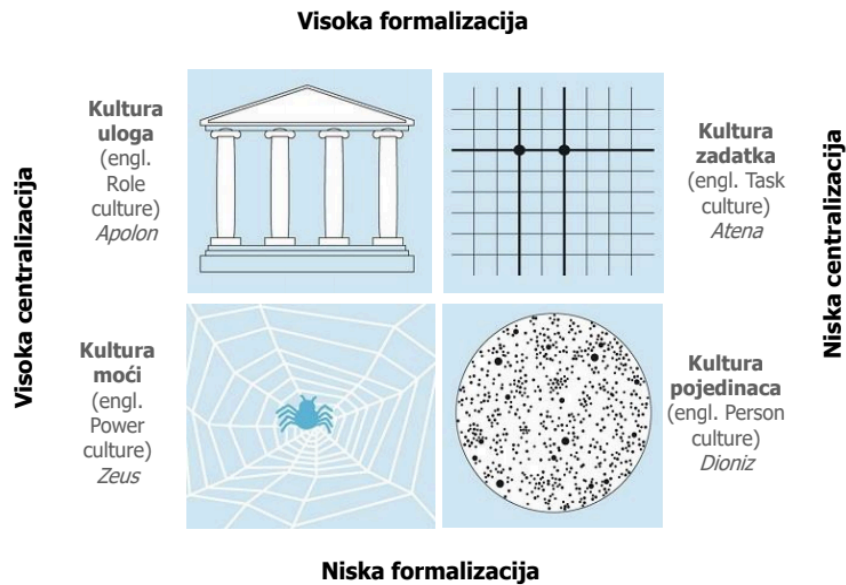 Visoka formalizacija
Visoka centralizacija
Kultura
uloga
(engl.
Role
culture)
Apolon
Kultura
zadatka
(engl. Task
culture)
Atena
Niska centralizacija
Kultura
moći
(engl.
Power
culture)
Zeus
Kultura
pojedinaca
(engl. Person
culture)
Dioniz
Niska formalizacija